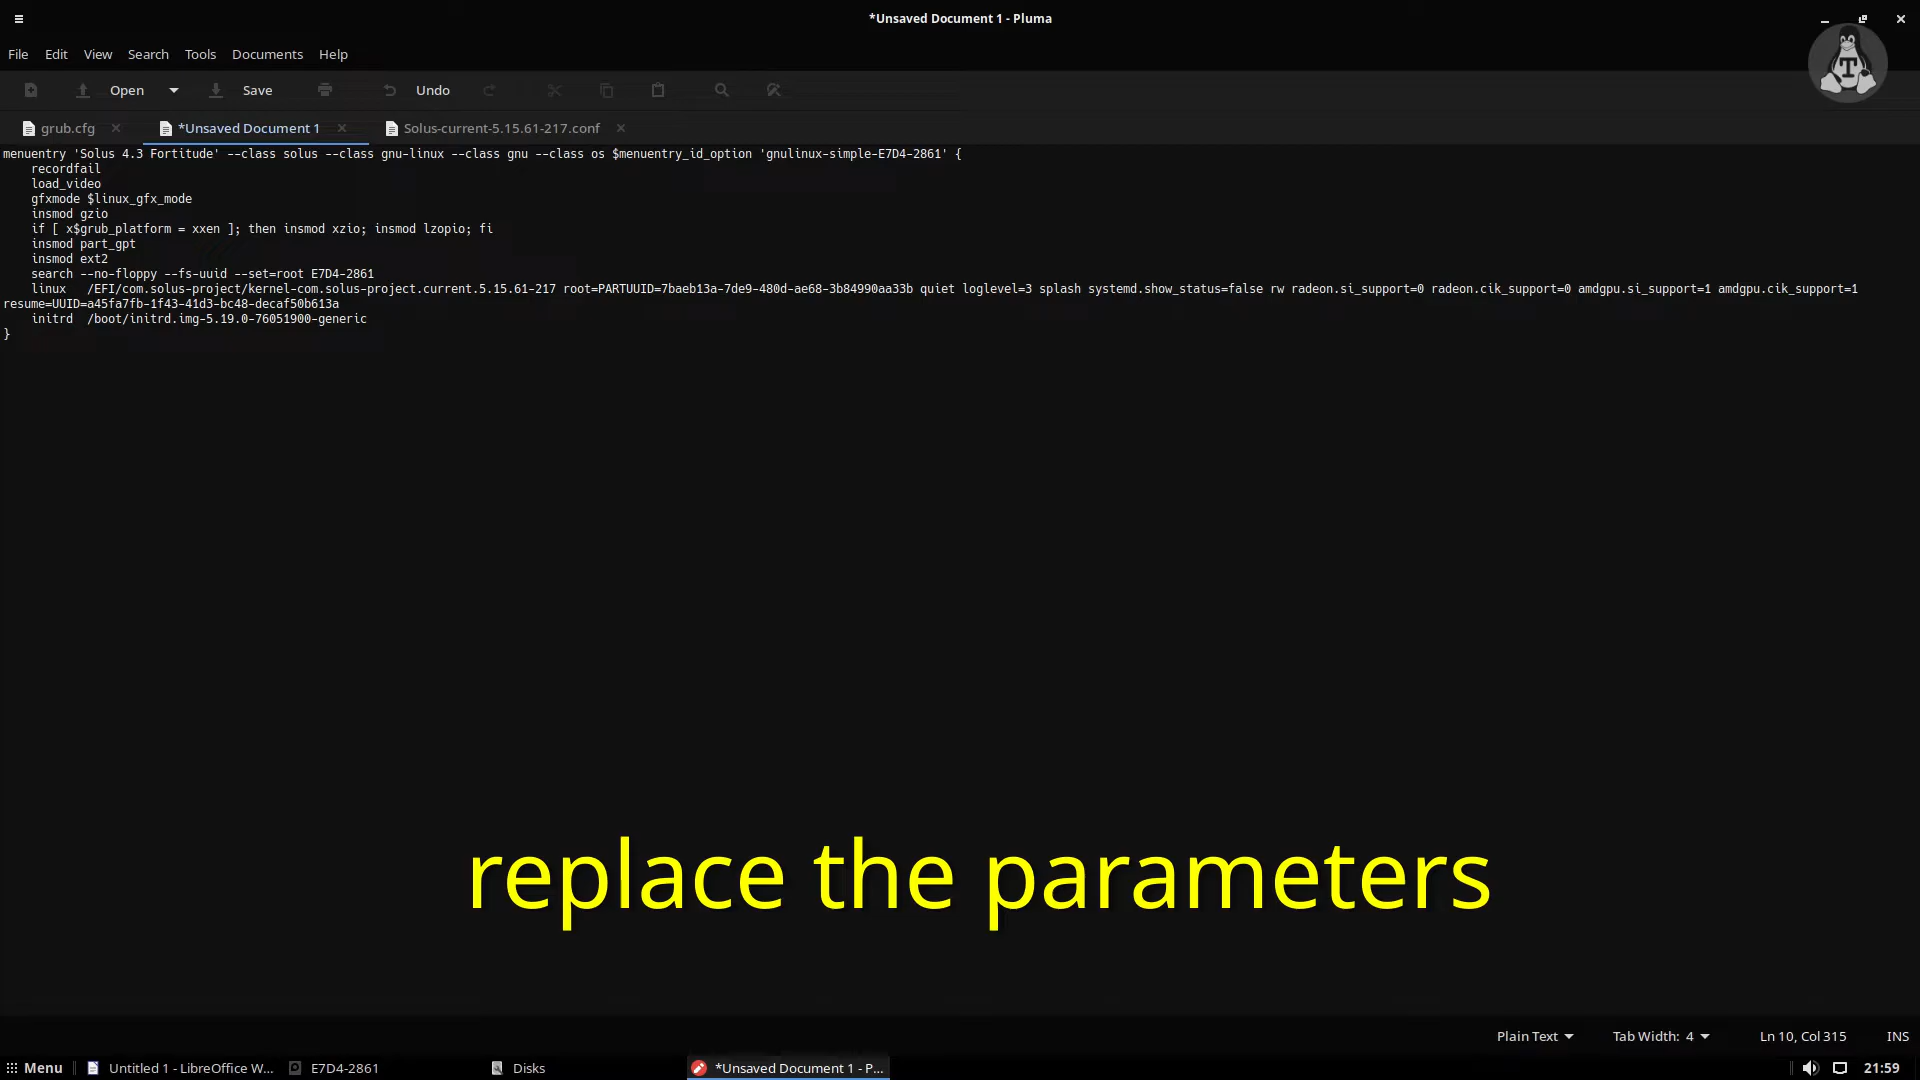 *Unsaved Document 1 - Pluma
File Edit View Search Tools Documents Help
Open Save Undo
grub.cfg *Unsaved Document 1 Solus-current-5.15.61-217.conf
menuentry 'Solus 4.3 Fortitude' --class solus --class gnu-linux --class gnu --class os $menuentry_id_option 'gnulinux-simple-E7D4-2861' {
    recordfail
    load_video
    gfxmode $linux_gfx_mode
    insmod gzio
    if [ x$grub_platform = xxen ]; then insmod xzio; insmod lzopio; fi
    insmod part_gpt
    insmod ext2
    search --no-floppy --fs-uuid --set=root E7D4-2861
    linux   /EFI/com.solus-project/kernel-com.solus-project.current.5.15.61-217 root=PARTUUID=7baeb13a-7de9-480d-ae68-3b84990aa33b quiet loglevel=3 splash systemd.show_status=false rw radeon.si_support=0 radeon.cik_support=0 amdgpu.si_support=1 amdgpu.cik_support=1
resume=UUID=a45fa7fb-1f43-41d3-bc48-decaf50b613a
    initrd  /boot/initrd.img-5.19.0-76051900-generic
}
T
replace the parameters
Plain Text Tab Width: 4 Ln 10, Col 315 INS
Menu Untitled 1 - LibreOffice W... E7D4-2861 Disks *Unsaved Document 1 - P... 21:59